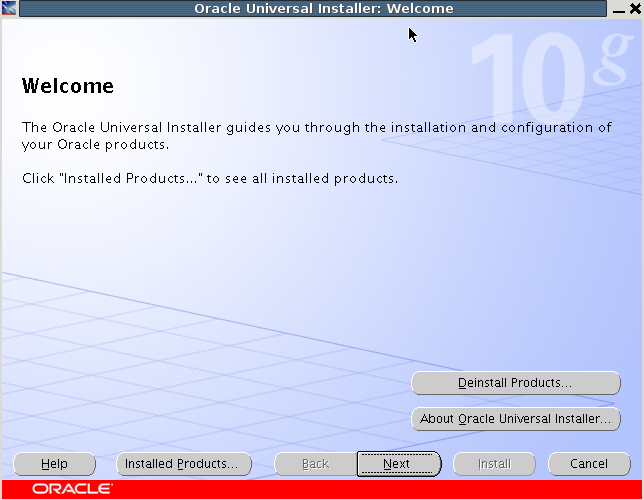 Oracle Universal Installer: Welcome
10g
Welcome
The Oracle Universal Installer guides you through the installation and configuration of
your Oracle products.
Click "Installed Products..." to see all installed products.
Deinstall Products...
About Oracle Universal Installer...
Help
Installed Products...
Back
Next
Install
Cancel
ORACLE